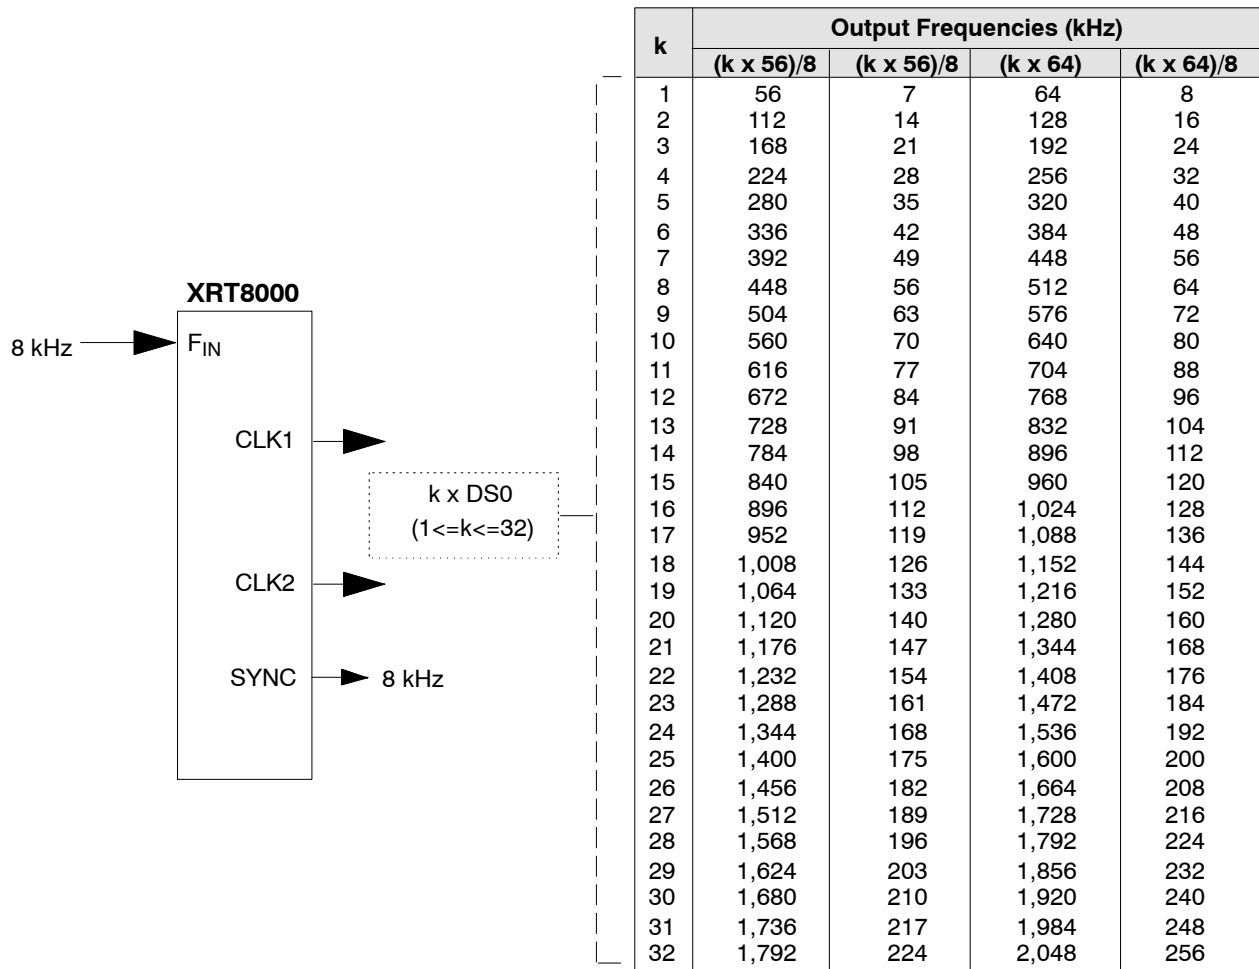 XRT8000
8 kHz
FIN
CLK1
k x DS0
(1<=k<=32)
CLK2
SYNC
8 kHz
k
Output Frequencies (kHz)
(k x 56)/8 (k x 56)/8 (k x 64) (k x 64)/8
1 56 7 64 8
2 112 14 128 16
3 168 21 192 24
4 224 28 256 32
5 280 35 320 40
6 336 42 384 48
7 392 49 448 56
8 448 56 512 64
9 504 63 576 72
10 560 70 640 80
11 616 77 704 88
12 672 84 768 96
13 728 91 832 104
14 784 98 896 112
15 840 105 960 120
16 896 112 1,024 128
17 952 119 1,088 136
18 1,008 126 1,152 144
19 1,064 133 1,216 152
20 1,120 140 1,280 160
21 1,176 147 1,344 168
22 1,232 154 1,408 176
23 1,288 161 1,472 184
24 1,344 168 1,536 192
25 1,400 175 1,600 200
26 1,456 182 1,664 208
27 1,512 189 1,728 216
28 1,568 196 1,792 224
29 1,624 203 1,856 232
30 1,680 210 1,920 240
31 1,736 217 1,984 248
32 1,792 224 2,048 256